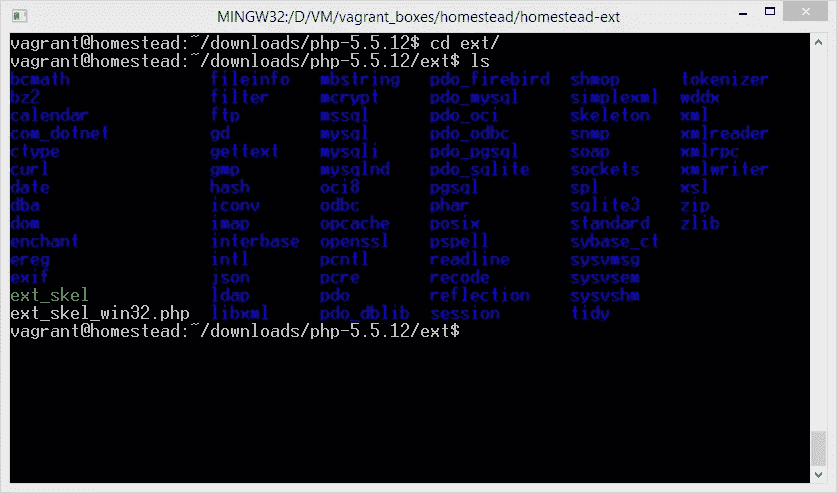 MINGW32:/D/VM/vagrant_boxes/homestead/homestead-ext
vagrant@homestead:~/downloads/php-5.5.12$ cd ext/
vagrant@homestead:~/downloads/php-5.5.12/ext$ ls
bcmath fileinfo mbstring pdo_firebird shmop tokenizer
bz2 filter mcrypt pdo_mysql simplexml wddx
calendar ftp mssql pdo_oci skeleton xml
com_dotnet gd mysql pdo_odbc snmp xmlreader
ctype gettext mysqli pdo_pgsql soap xmlrpc
curl gmp mysqlnd pdo_sqlite sockets xmlwriter
date hash oci8 pgsql spl xsl
dba iconv odbc phar sqlite3 zip
dom imap opcache posix standard zlib
enchant interbase openssl pspell sybase_ct
ereg intl pcntl readline sysvmsg
exif json pcre recode sysvsem
ext_skel ldap pdo reflection sysvshm
ext_skel_win32.php libxml pdo_dblib session tidy
vagrant@homestead:~/downloads/php-5.5.12/ext$